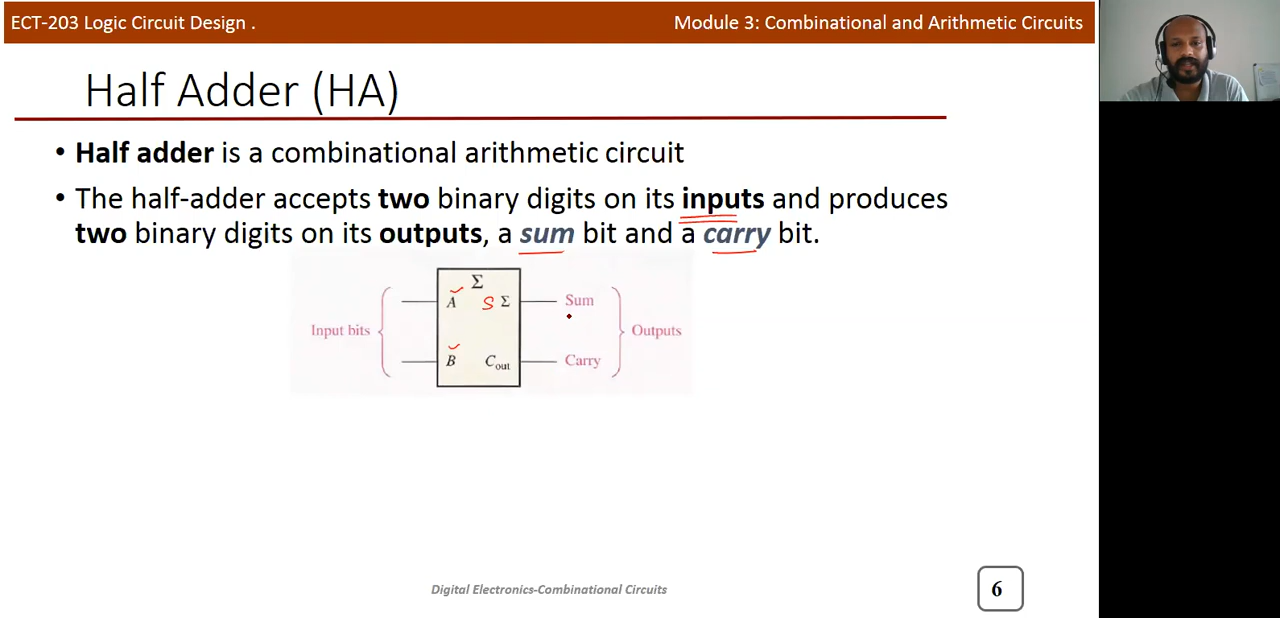 ECT-203 Logic Circuit Design .
Module 3: Combinational and Arithmetic Circuits
Half Adder (HA)
• Half adder is a combinational arithmetic circuit
• The half-adder accepts two binary digits on its inputs and produces
two binary digits on its outputs, a sum bit and a carry bit.
Σ
A S Σ Sum
Input bits Outputs
B Cout Carry
Digital Electronics-Combinational Circuits
6